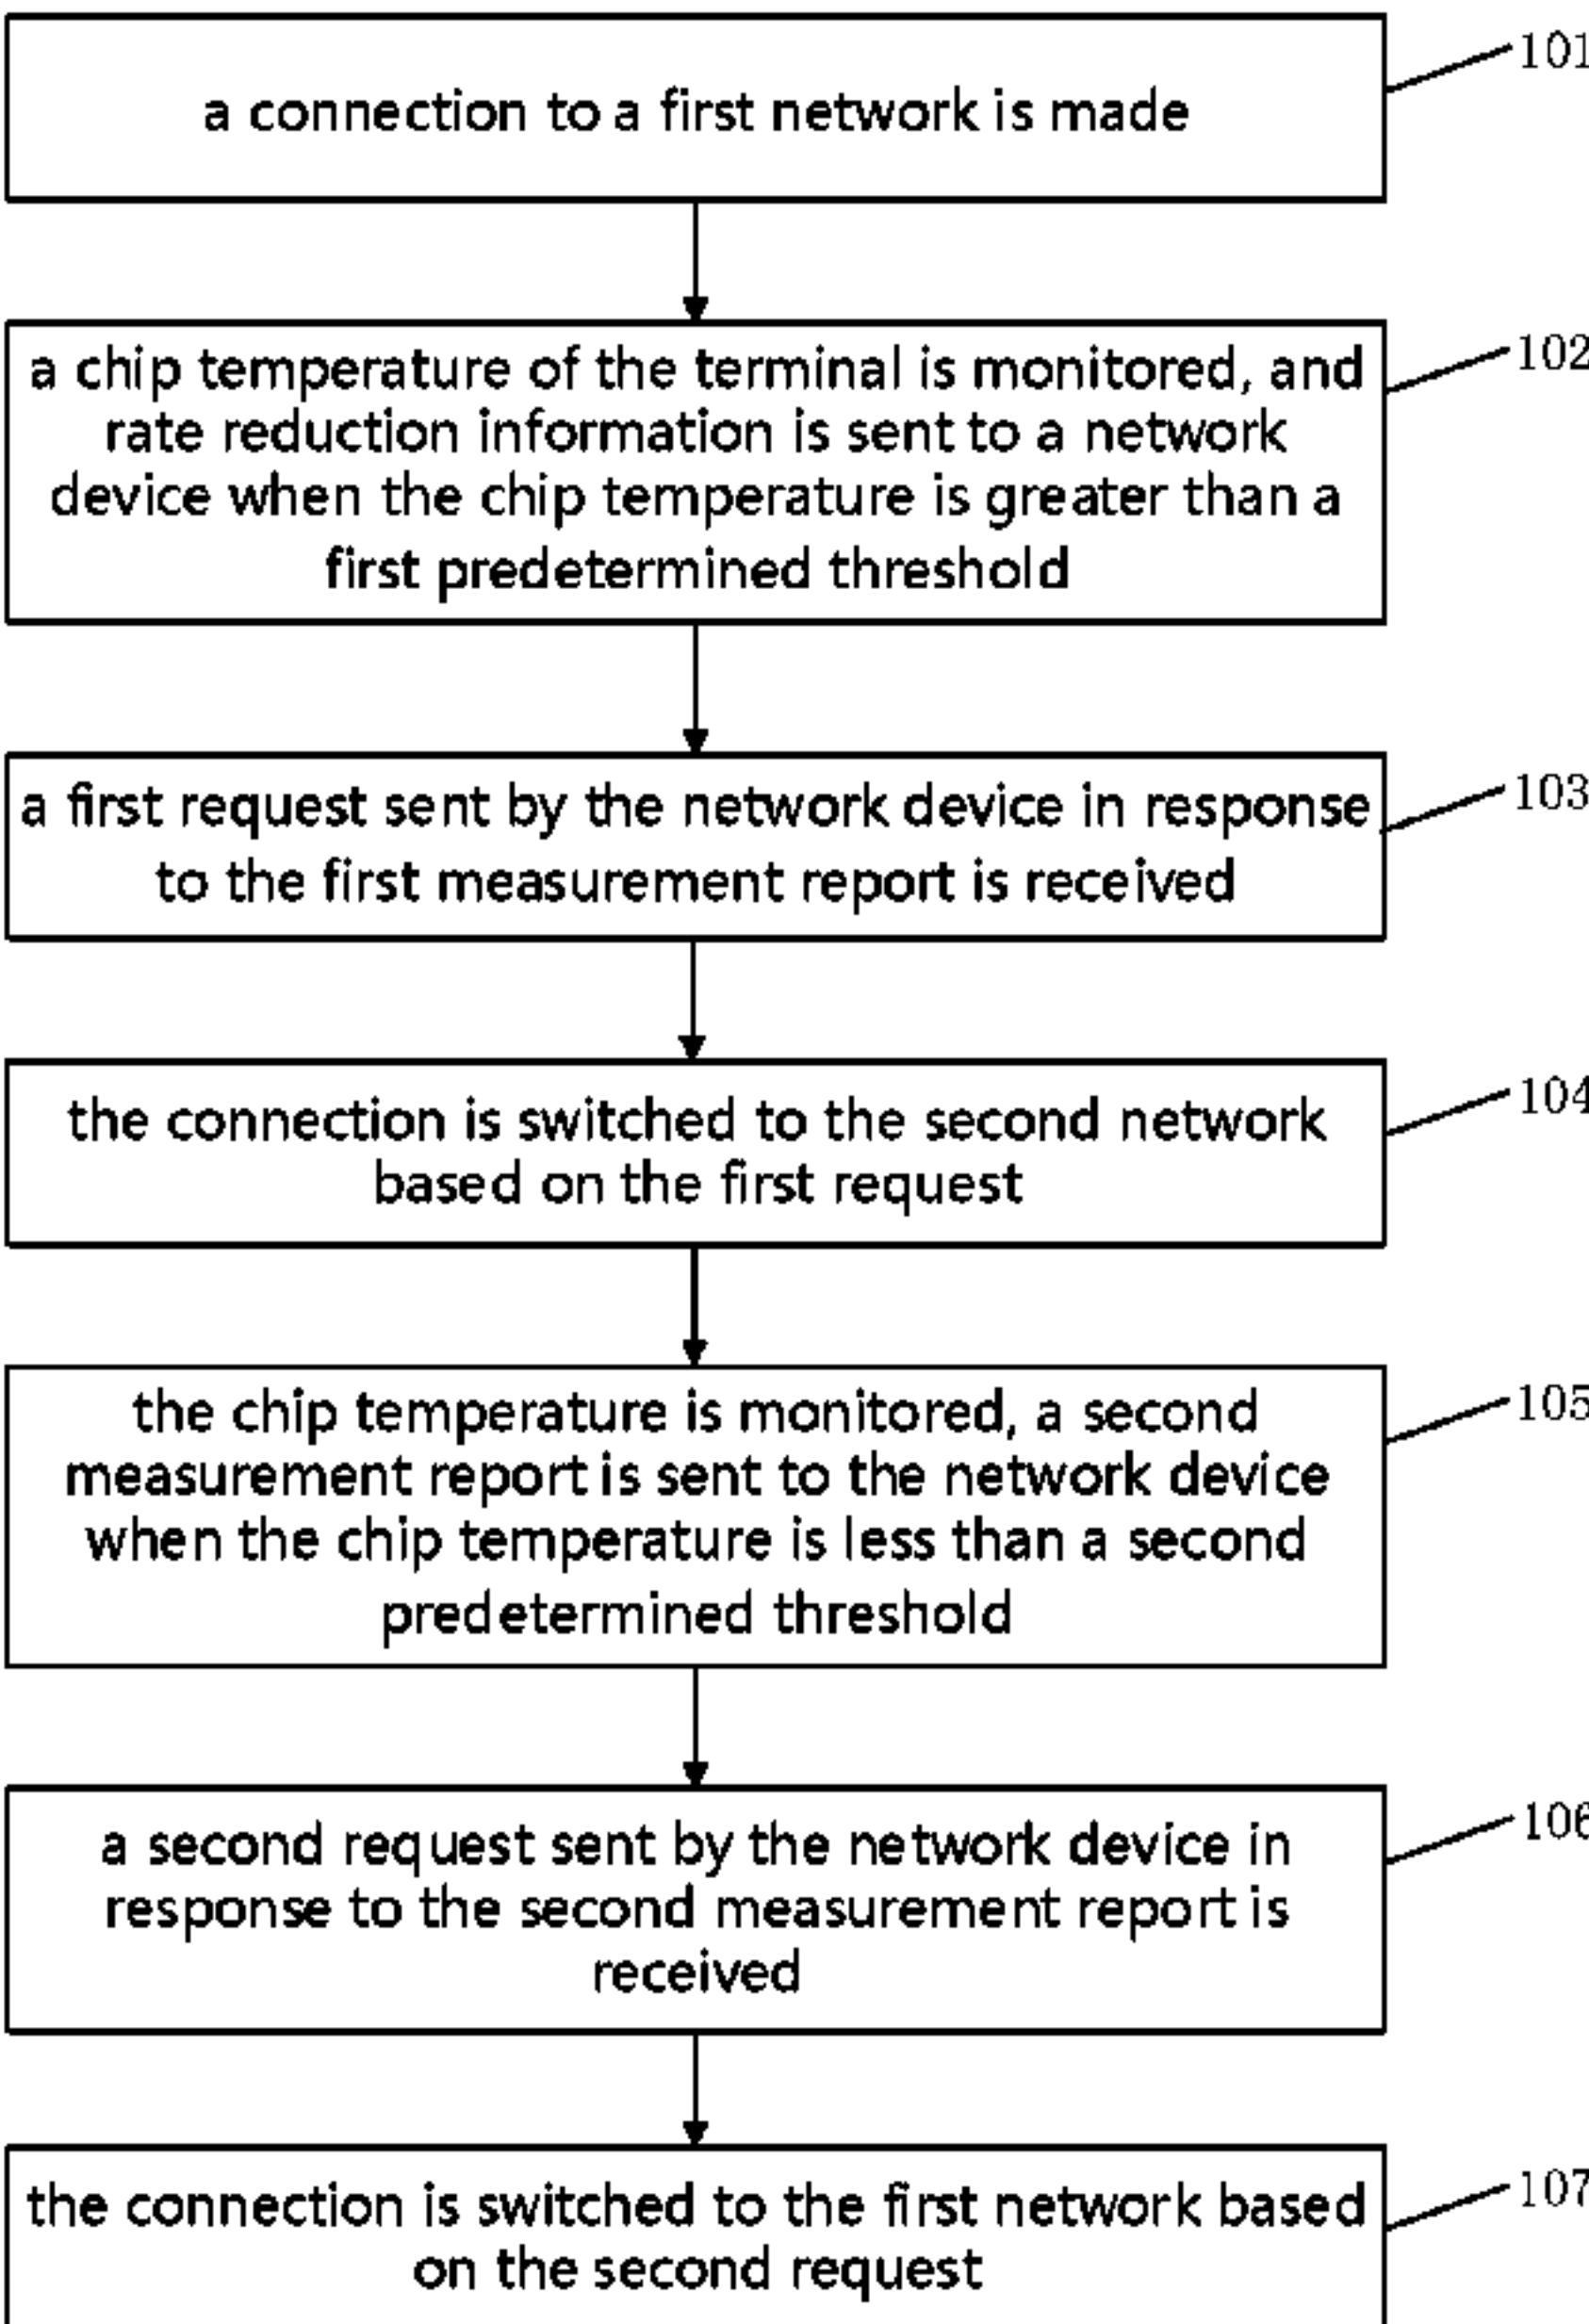 101
a connection to a first network is made
102
a chip temperature of the terminal is monitored, and
rate reduction information is sent to a network
device when the chip temperature is greater than a
first predetermined threshold
103
a first request sent by the network device in response
to the first measurement report is received
104
the connection is switched to the second network
based on the first request
105
the chip temperature is monitored, a second
measurement report is sent to the network device
when the chip temperature is less than a second
predetermined threshold
106
a second request sent by the network device in
response to the second measurement report is
received
107
the connection is switched to the first network based
on the second request